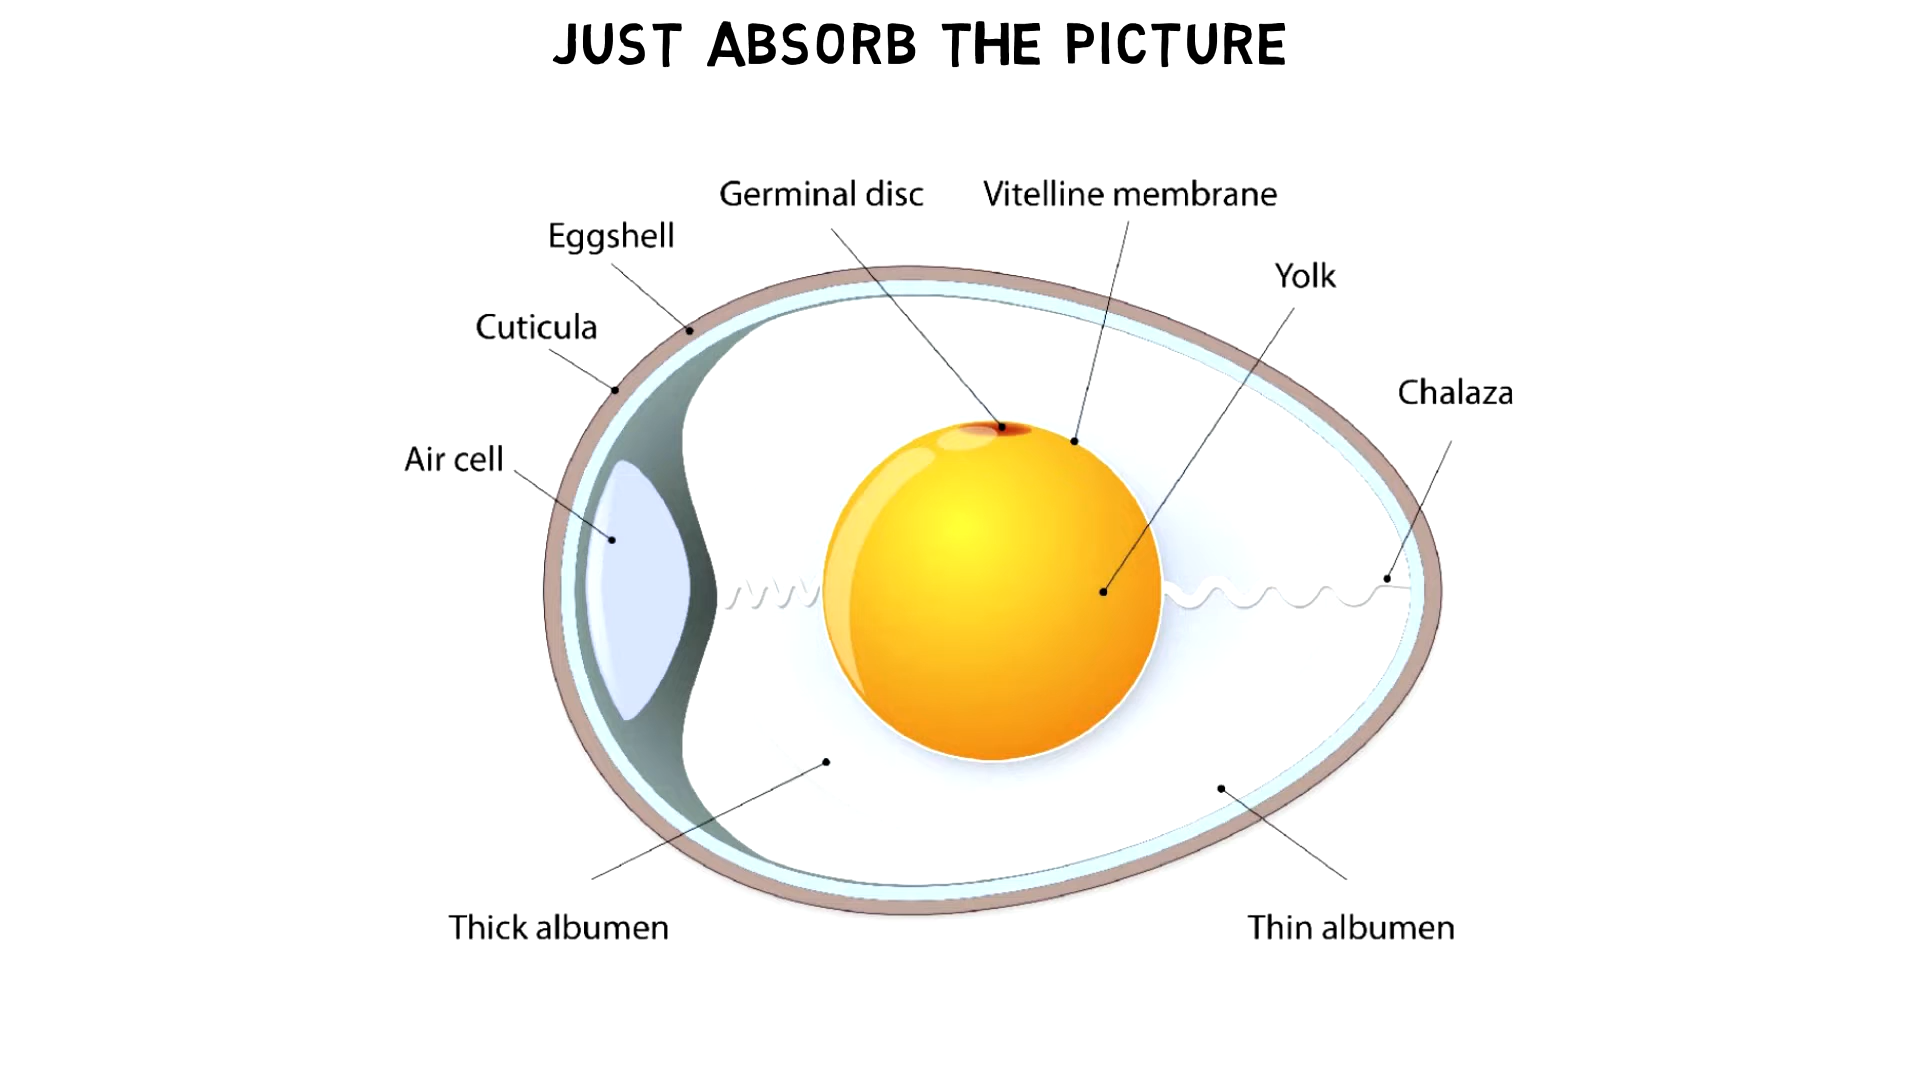 JUST ABSORB THE PICTURE
Germinal disc
Vitelline membrane
Eggshell
Yolk
Cuticula
Chalaza
Air cell
Thick albumen
Thin albumen